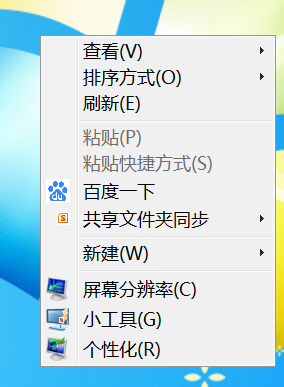 查看(V)
排序方式(O)
刷新(E)
粘贴(P)
粘贴快捷方式(S)
百度一下
共享文件夹同步
新建(W)
屏幕分辨率(C)
小工具(G)
个性化(R)